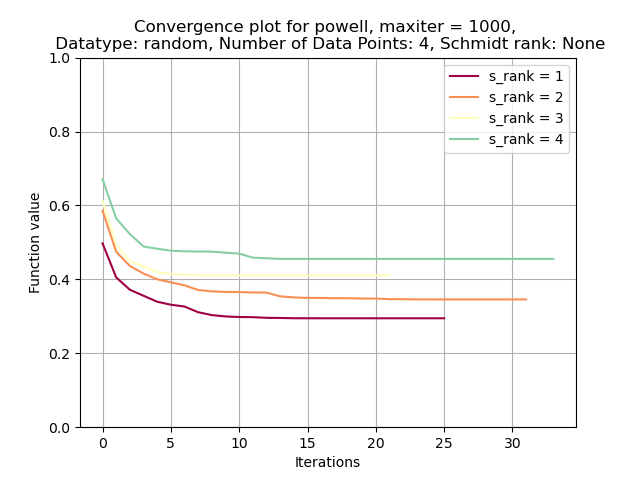 Convergence plot for powell, maxiter = 1000,
Datatype: random, Number of Data Points: 4, Schmidt rank: None
1.0
0.8
0.6
0.4
0.2
0.0
Function value
s_rank = 1
s_rank = 2
s_rank = 3
s_rank = 4
0 5 10 15 20 25 30
Iterations